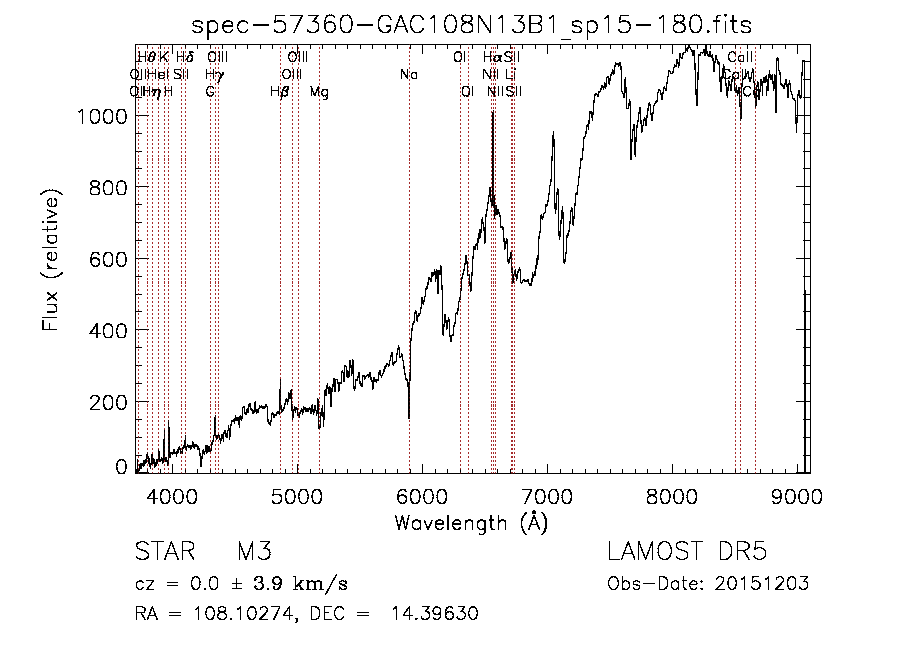 spec-57360-GAC108N13B1_sp15-180.fits
Hθ K Hδ OIII OIII OI Hα SII CaII
OII HeI SII Hγ OIII Na NII Li CaII
OII Hη H G Hβ Mg OI NII SII CaII
1000
800
600
400
200
0
Flux (relative)
4000 5000 6000 7000 8000 9000
Wavelength (Å)
STAR M3 LAMOST DR5
cz = 0.0 ± 3.9 km/s Obs-Date: 20151203
RA = 108.10274, DEC = 14.39630